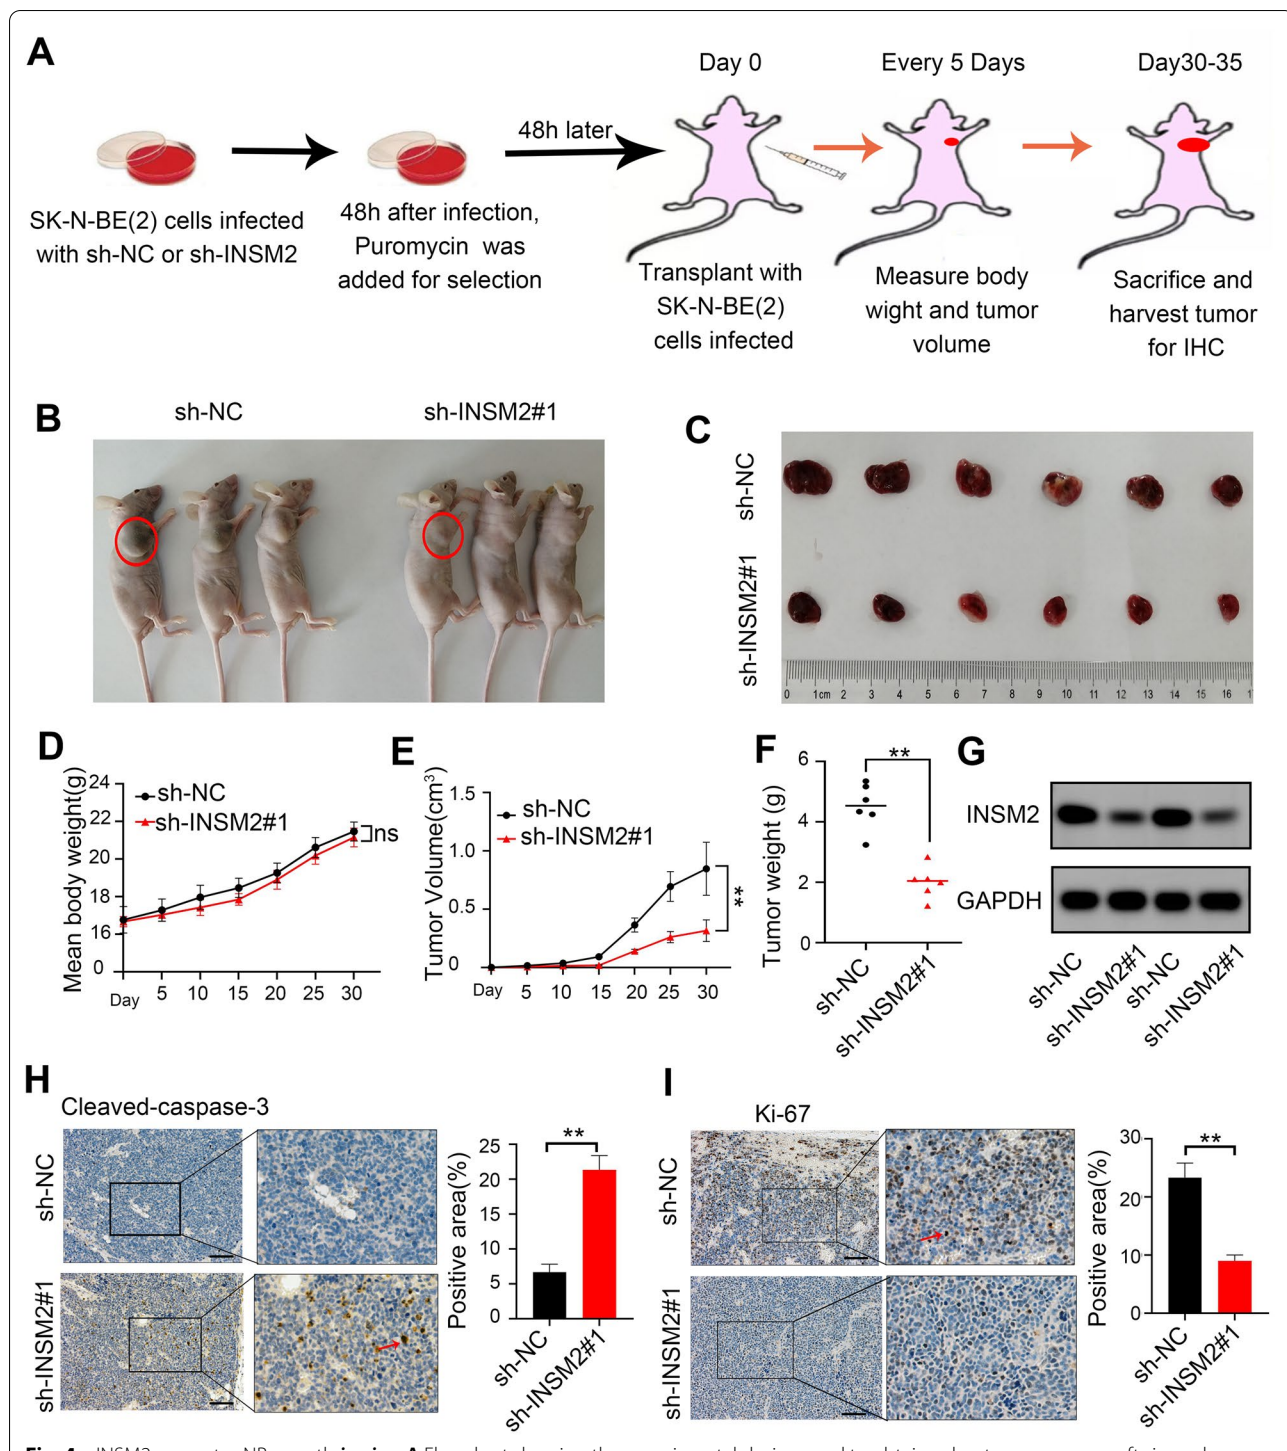 A
Day 0
Every 5 Days
Day30-35
48h later
SK-N-BE(2) cells infected
with sh-NC or sh-INSM2
48h after infection,
Puromycin was
added for selection
Transplant with
SK-N-BE(2)
cells infected
Measure body
wight and tumor
volume
Sacrifice and
harvest tumor
for IHC
B
sh-NC
sh-INSM2#1
C
sh-NC
sh-INSM2#1
0 1cm 2 3 4 5 6 7 8 9 10 11 12 13 14 15 16 1
D
Mean body weight(g)
24
22
20
18
16
0
sh-NC
sh-INSM2#1
ns
Day 5 10 15 20 25 30
E
Tumor Volume(cm3)
1.5
1.0
0.5
0
sh-NC
sh-INSM2#1
**
Day 5 10 15 20 25 30
F
Tumor weight (g)
6
4
2
0
**
sh-NC
sh-INSM2#1
G
INSM2
GAPDH
sh-NC
sh-INSM2#1
sh-NC
sh-INSM2#1
H
Cleaved-caspase-3
sh-NC
sh-INSM2#1
Positive area(%)
25
20
15
10
5
0
**
sh-NC
sh-INSM2#1
I
Ki-67
sh-NC
sh-INSM2#1
Positive area(%)
30
20
10
0
**
sh-NC
sh-INSM2#1